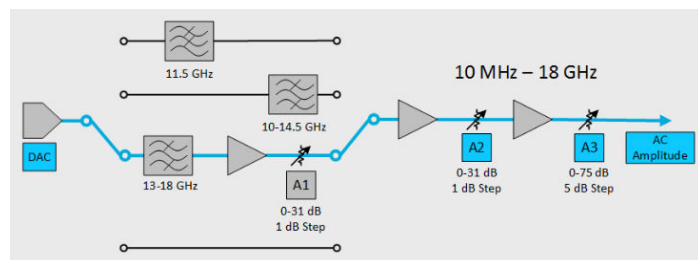 11.5 GHz
10 MHz – 18 GHz
10-14.5 GHz
DAC
13-18 GHz
A1
0-31 dB
1 dB Step
A2
0-31 dB
1 dB Step
A3
0-75 dB
5 dB Step
AC
Amplitude